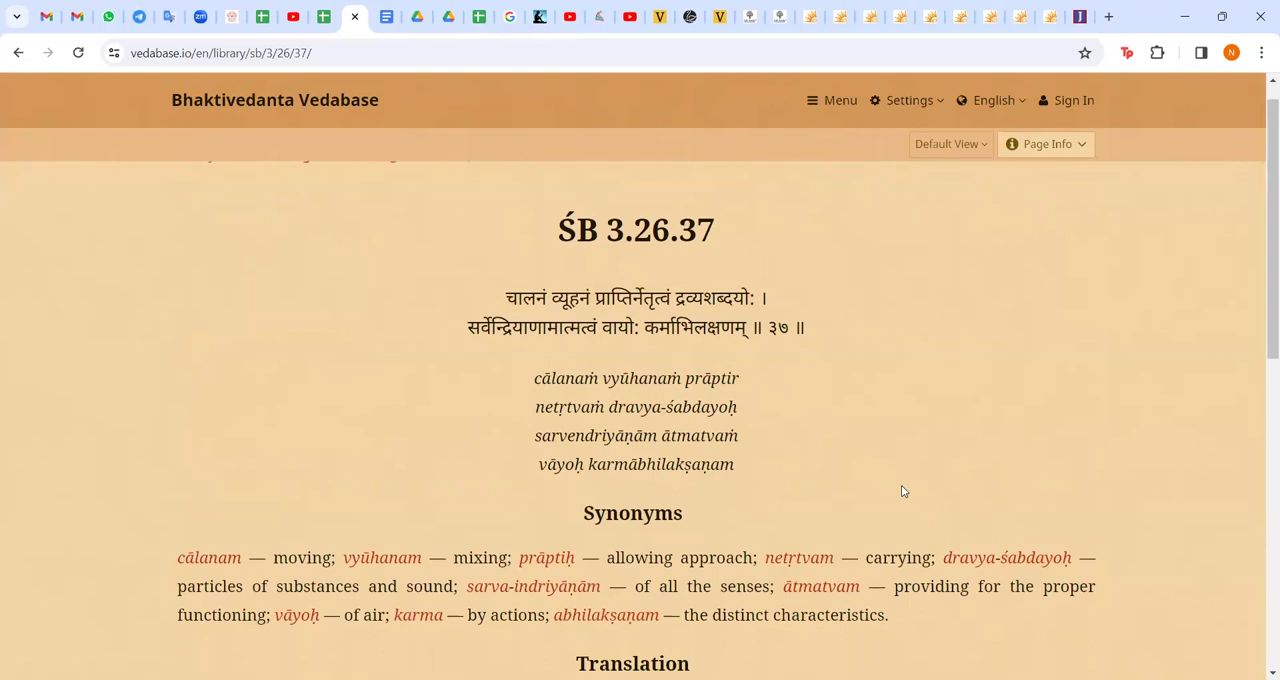 vedabase.io/en/library/sb/3/26/37/
Bhaktivedanta Vedabase
Menu Settings English Sign In
Default View Page Info
ŚB 3.26.37
चालनं व्यूहनं प्राप्तिर्नेतृत्वं द्रव्यशब्दयो: ।
सर्वेन्द्रियाणामात्मत्वं वायो: कर्माभिलक्षणम् ॥ ३७ ॥
cālanaṁ vyūhanaṁ prāptir
netṛtvaṁ dravya-śabdayoḥ
sarvendriyāṇām ātmatvaṁ
vāyoḥ karmābhilakṣaṇam
Synonyms
cālanam — moving; vyūhanam — mixing; prāptiḥ — allowing approach; netṛtvam — carrying; dravya-śabdayoḥ —
particles of substances and sound; sarva-indriyāṇām — of all the senses; ātmatvam — providing for the proper
functioning; vāyoḥ — of air; karma — by actions; abhilakṣaṇam — the distinct characteristics.
Translation